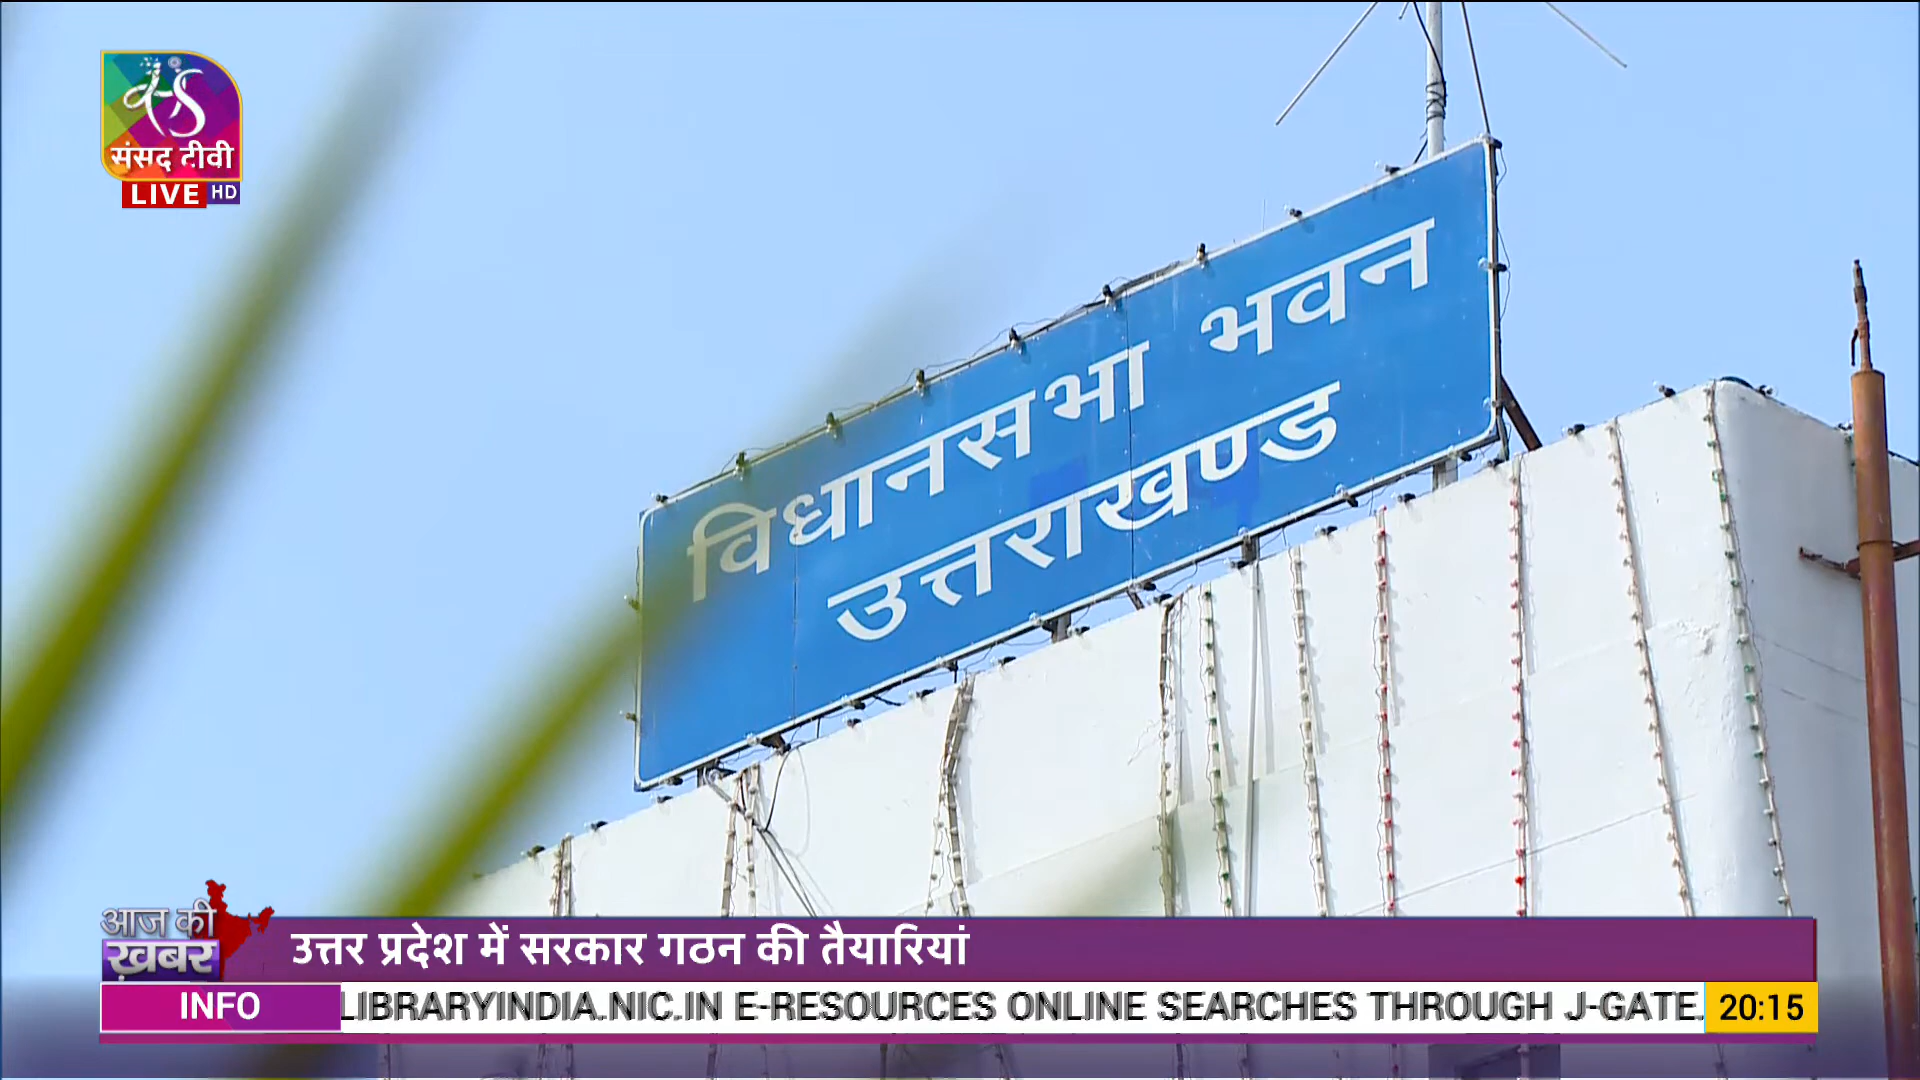 संसद टीवी
LIVE HD
विधानसभा भवन
उत्तराखण्ड
आज की
ख़बर
उत्तर प्रदेश में सरकार गठन की तैयारियां
INFO LIBRARYINDIA.NIC.IN E-RESOURCES ONLINE SEARCHES THROUGH J-GATE. 20:15